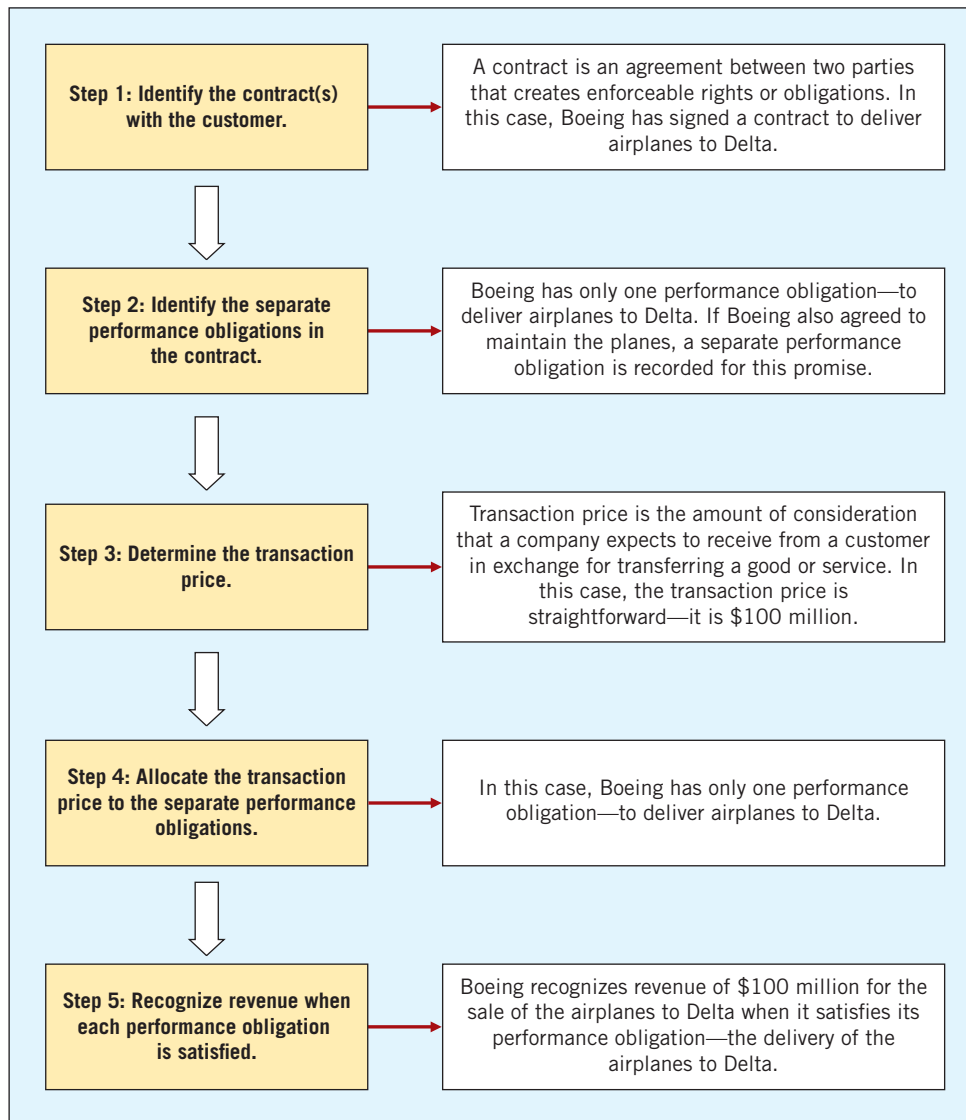 Step 1: Identify the contract(s)
with the customer.
A contract is an agreement between two parties
that creates enforceable rights or obligations. In
this case, Boeing has signed a contract to deliver
airplanes to Delta.
Step 2: Identify the separate
performance obligations in
the contract.
Boeing has only one performance obligation—to
deliver airplanes to Delta. If Boeing also agreed to
maintain the planes, a separate performance
obligation is recorded for this promise.
Step 3: Determine the transaction
price.
Transaction price is the amount of consideration
that a company expects to receive from a customer
in exchange for transferring a good or service. In
this case, the transaction price is
straightforward—it is $100 million.
Step 4: Allocate the transaction
price to the separate performance
obligations.
In this case, Boeing has only one performance
obligation—to deliver airplanes to Delta.
Step 5: Recognize revenue when
each performance obligation
is satisfied.
Boeing recognizes revenue of $100 million for the
sale of the airplanes to Delta when it satisfies its
performance obligation—the delivery of the
airplanes to Delta.